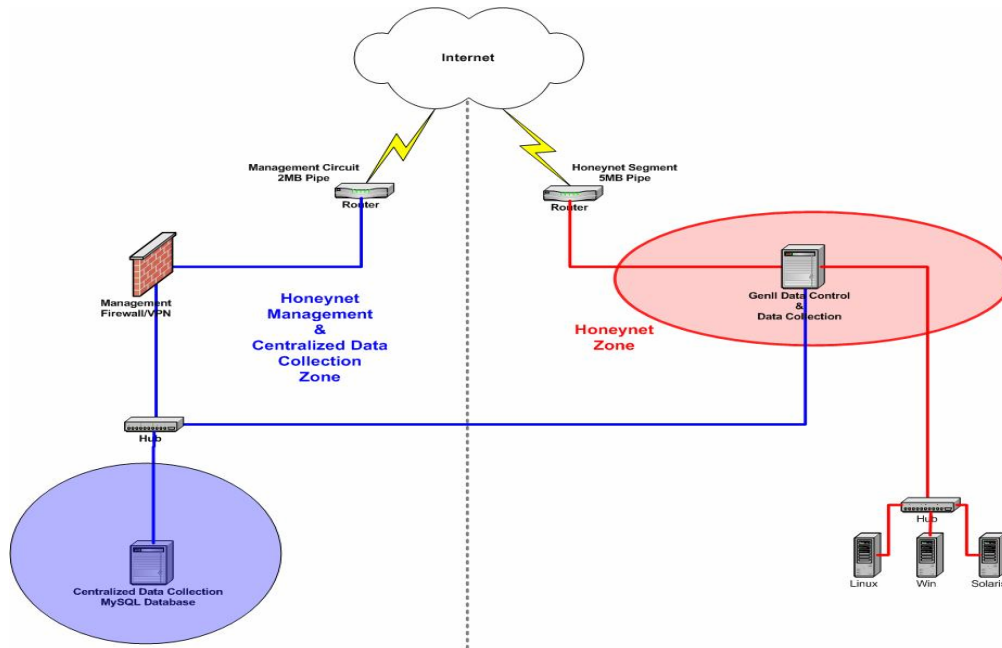 Internet
Management Circuit
2MB Pipe
Router
Honeynet Segment
5MB Pipe
Router
Management
Firewall/VPN
Honeynet
Management
&
Centralized Data
Collection
Zone
Honeynet
Zone
GenII Data Control
&
Data Collection
Hub
Centralized Data Collection
MySQL Database
Hub
Linux
Win
Solaris